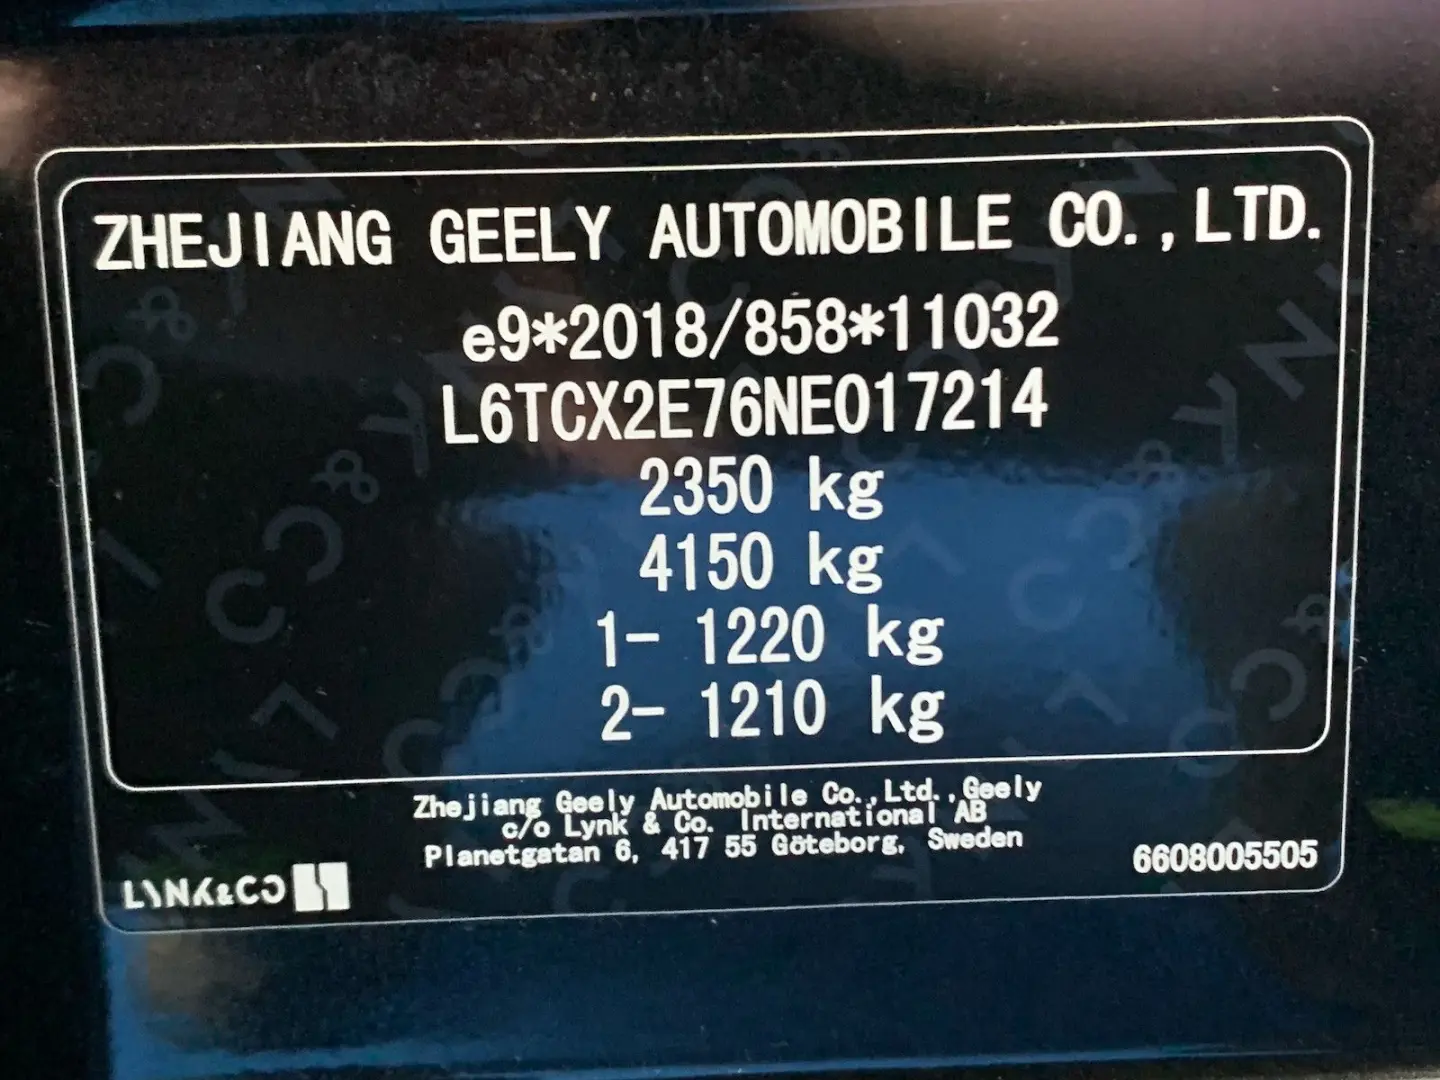 ZHEJIANG GEELY AUTOMOBILE CO.,LTD.
e9*2018/858*11032
L6TCX2E76NE017214
2350 kg
4150 kg
1- 1220 kg
2- 1210 kg
Zhejiang Geely Automobile Co.,Ltd.,Geely
c/o Lynk & Co. International AB
Planetgatan 6, 417 55 Göteborg, Sweden
LYNK&CO
6608005505